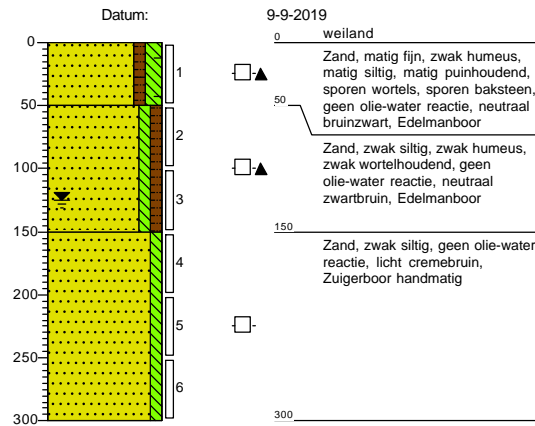 Datum: 9-9-2019
0
50
100
150
200
250
300
1
2
3
4
5
6
0 weiland
Zand, matig fijn, zwak humeus,
matig siltig, matig puinhoudend,
sporen wortels, sporen baksteen,
geen olie-water reactie, neutraal
bruinzwart, Edelmanboor
50
Zand, zwak siltig, zwak humeus,
zwak wortelhoudend, geen
olie-water reactie, neutraal
zwartbruin, Edelmanboor
150
Zand, zwak siltig, geen olie-water
reactie, licht cremebruin,
Zuigerboor handmatig
300